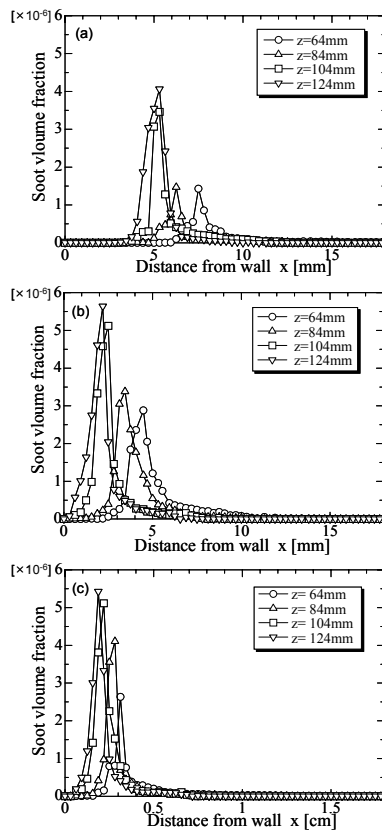 [×10-6] 6
(a)
z=64mm
z=84mm
z=104mm
z=124mm
5
4
3
2
1
0
Soot vloume fraction
0 5 10 15
Distance from wall x [mm]
[×10-6] 6
(b)
z=64mm
z=84mm
z=104mm
z=124mm
5
4
3
2
1
0
Soot vloume fraction
0 5 10 15
Distance from wall x [mm]
[×10-6] 6
(c)
z= 64mm
z= 84mm
z= 104mm
z= 124mm
5
4
3
2
1
0
Soot vloume fraction
0 0.5 1 1.5
Distance from wall x [cm]